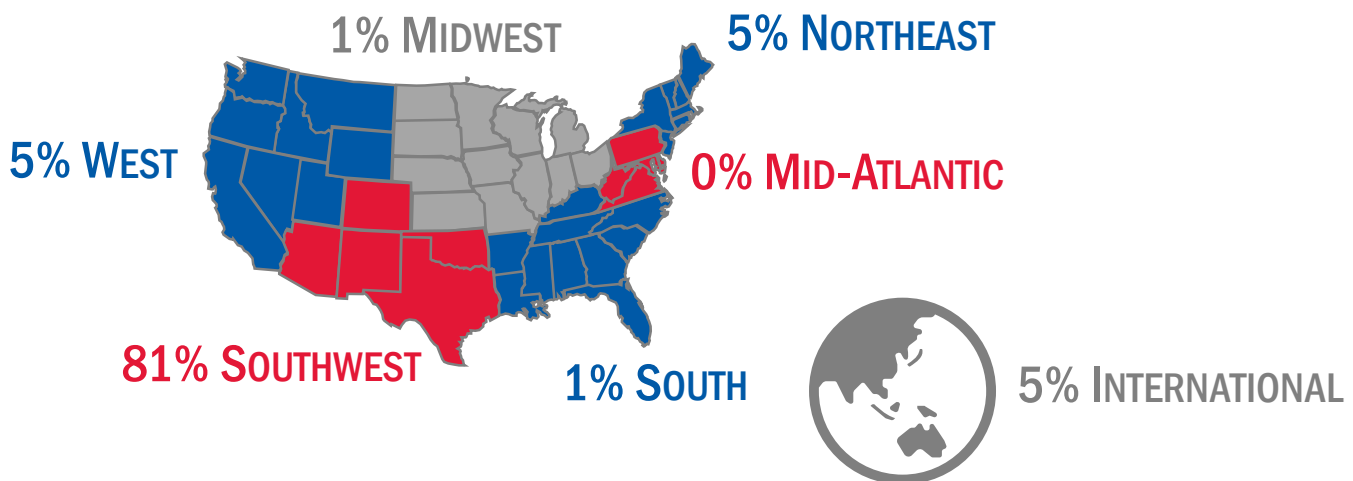 1% MIDWEST
5% NORTHEAST
5% WEST
0% MID-ATLANTIC
81% SOUTHWEST
1% SOUTH
5% INTERNATIONAL